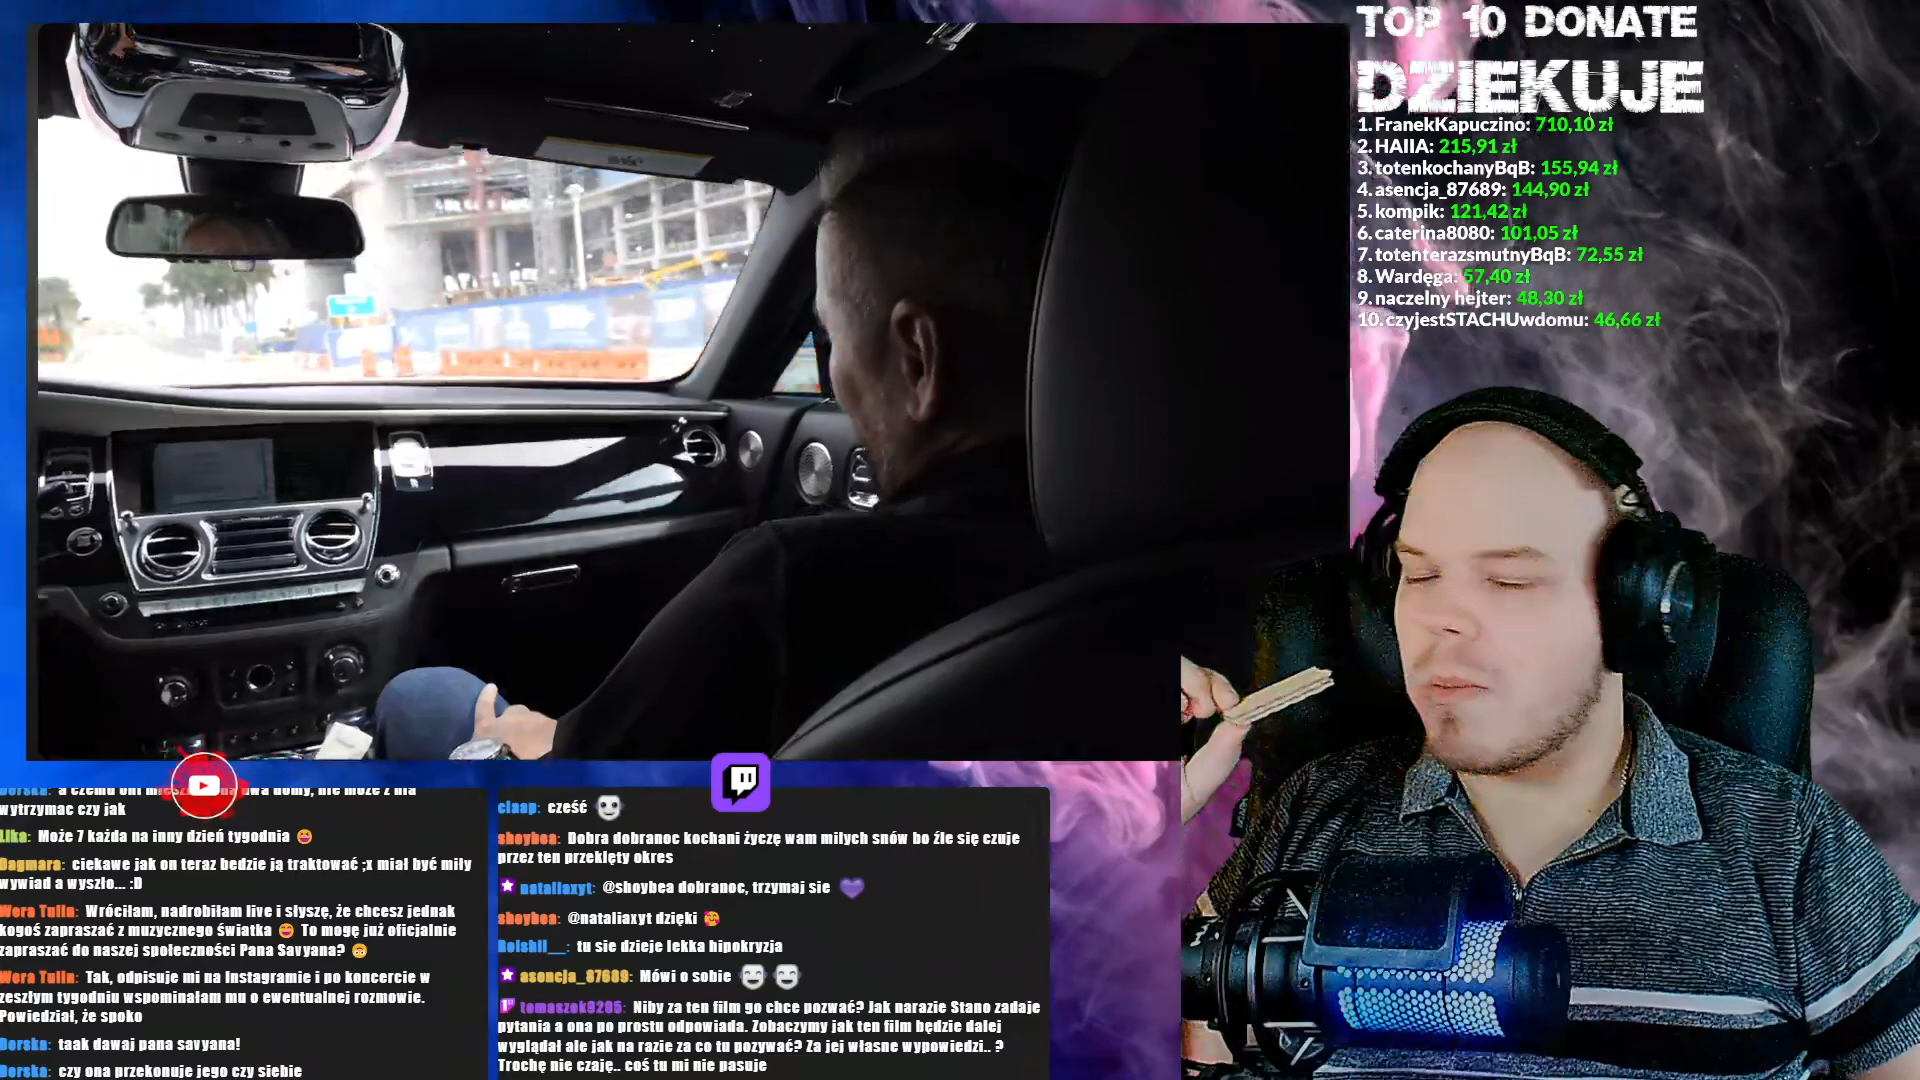 TOP 10 DONATE
DZIEKUJE
1. FranekKapuczino: 710,10 zł
2. HAIIA: 215,91 zł
3. totenkochanyBqB: 155,94 zł
4. asencja_87689: 144,90 zł
5. kompik: 121,42 zł
6. caterina8080: 101,05 zł
7. totenterazsmutnyBqB: 72,55 zł
8. Wardęga: 57,40 zł
9. naczelny hejter: 48,30 zł
10. czyjestSTACHUwdomu: 46,66 zł
wytrzymac czy jak
Lika: Może 7 każda na inny dzień tygodnia
Dagmara: ciekawe jak on teraz bedzie ją traktować ;x miał być miły
wywiad a wyszło... :D
Wera Tulin: Wróciłam, nadrobiłam live i słyszę, że chcesz jednak
kogoś zapraszać z muzycznego światka To mogę już oficjalnie
zapraszać do naszej społeczności Pana Savyana?
Wera Tulin: Tak, odpisuje mi na Instagramie i po koncercie w
zeszłym tygodniu wspominałam mu o ewentualnej rozmowie.
Powiedział, że spoko
Dorska: taak dawaj pana savyana!
Dorska: czy ona przekonuje jego czy siebie
claap: cześć
shoybea: Dobra dobranoc kochani życzę wam milych snów bo źle się czuje
przez ten przeklęty okres
nataliaxyt: @shoybea dobranoc, trzymaj sie
shoybea: @nataliaxyt dzięki
Bolshii__: tu sie dzieje lekka hipokryzja
asencja_87689: Mówi o sobie
tomaszek9205: Niby za ten film go chce pozwać? Jak narazie Stano zadaje
pytania a ona po prostu odpowiada. Zobaczymy jak ten film będzie dalej
wyglądał ale jak na razie za co tu pozywać? Za jej własne wypowiedzi.. ?
Trochę nie czaję.. coś tu mi nie pasuje